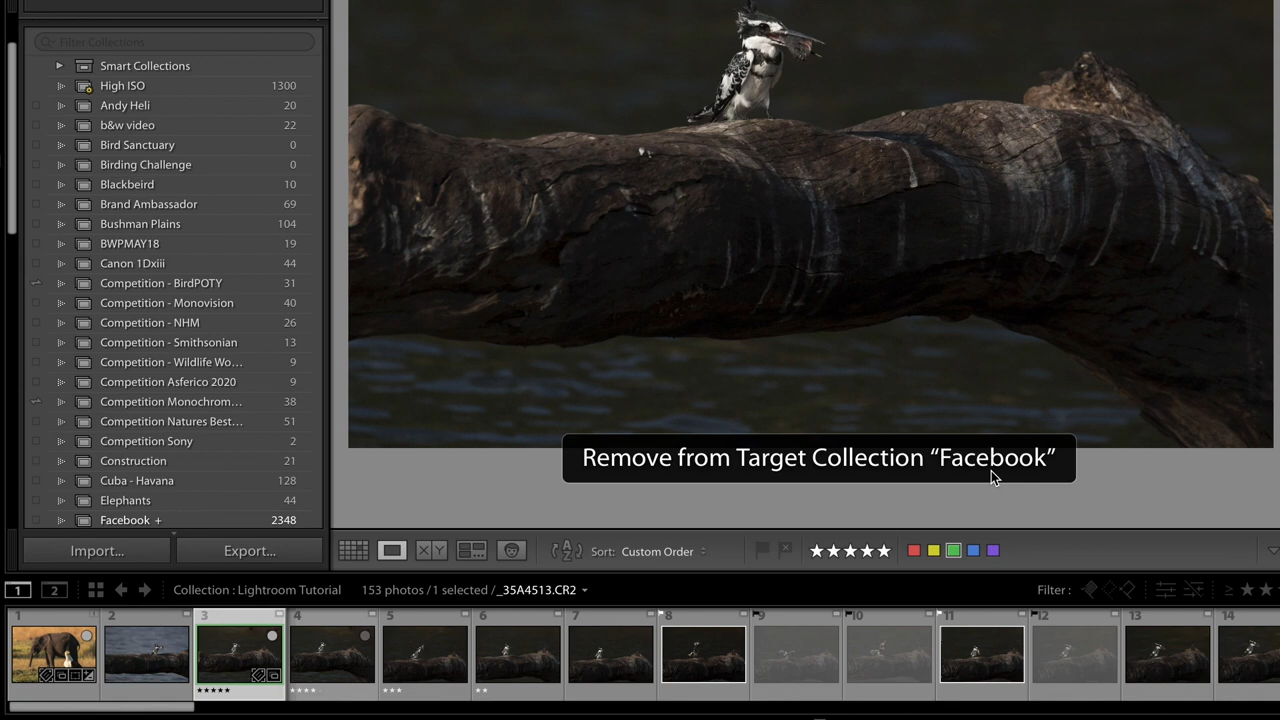 Filter Collections
Smart Collections
High ISO 1300
Andy Heli 20
b&w video 22
Bird Sanctuary 0
Birding Challenge 0
Blackbeird 10
Brand Ambassador 69
Bushman Plains 104
BWPMAY18 19
Canon 1Dxiii 44
Competition - BirdPOTY 31
Competition - Monovision 40
Competition - NHM 26
Competition - Smithsonian 13
Competition - Wildlife Wo... 9
Competition Asferico 2020 9
Competition Monochrom... 38
Competition Natures Best... 51
Competition Sony 2
Construction 21
Cuba - Havana 128
Elephants 44
Facebook + 2348
Import... Export...
Remove from Target Collection “Facebook”
X Y
A Z
Sort: Custom Order
★★★★★
1 2 Collection : Lightroom Tutorial 153 photos / 1 selected / _35A4513.CR2 Filter : ≥ ★ ★
1 2 3 4 5 6 7 8 9 10 11 12 13 14
★★★★★ ★★★★ ★★★ ★★